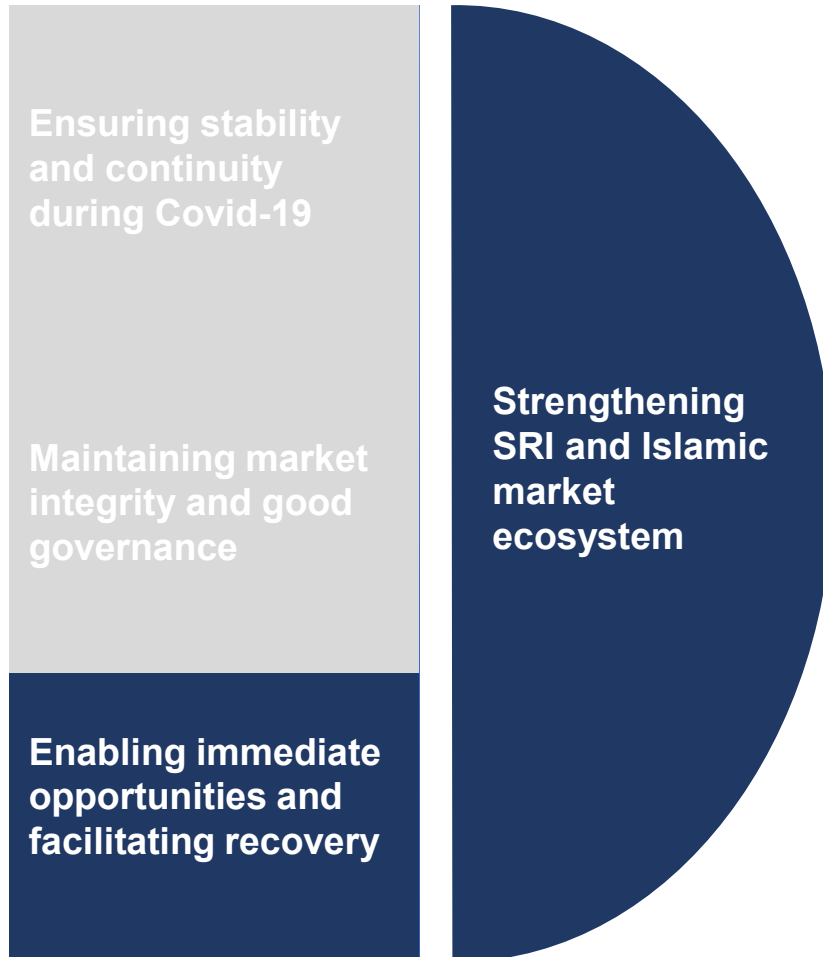 Ensuring stability
and continuity
during Covid-19
Maintaining market
integrity and good
governance
Enabling immediate
opportunities and
facilitating recovery
Strengthening
SRI and Islamic
market
ecosystem